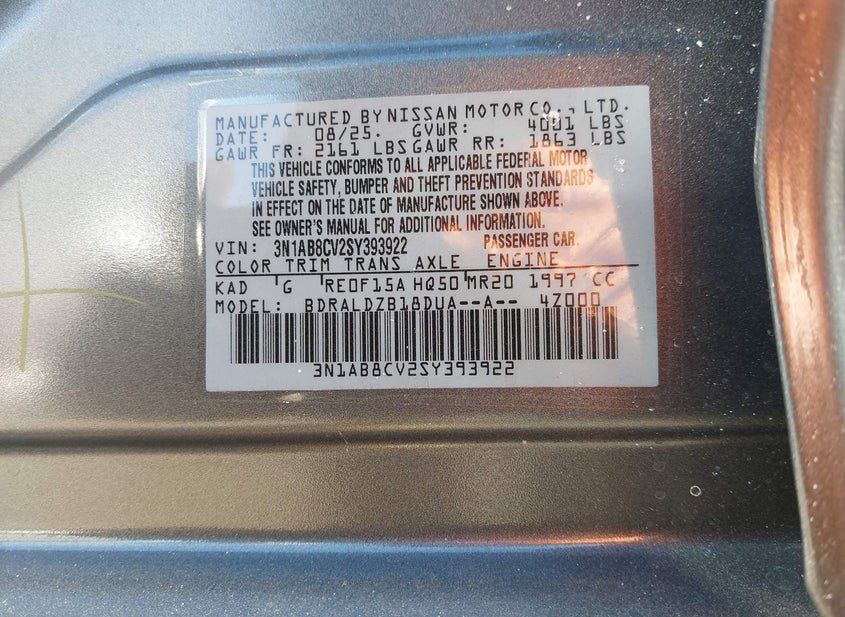 MANUFACTURED BY NISSAN MOTOR CO., LTD.
DATE: 08/25. GVWR: 4001 LBS
GAWR FR: 2161 LBS GAWR RR: 1863 LBS
THIS VEHICLE CONFORMS TO ALL APPLICABLE FEDERAL MOTOR
VEHICLE SAFETY, BUMPER AND THEFT PREVENTION STANDARDS
IN EFFECT ON THE DATE OF MANUFACTURE SHOWN ABOVE.
SEE OWNER'S MANUAL FOR ADDITIONAL INFORMATION.
VIN: 3N1AB8CV2SY393922 PASSENGER CAR.
COLOR TRIM TRANS AXLE ENGINE
KAD G RE0F15A HQ50 MR20 1997 CC
MODEL: BDRALDZB18DUA--A-- 4Z000
3N1AB8CV2SY393922